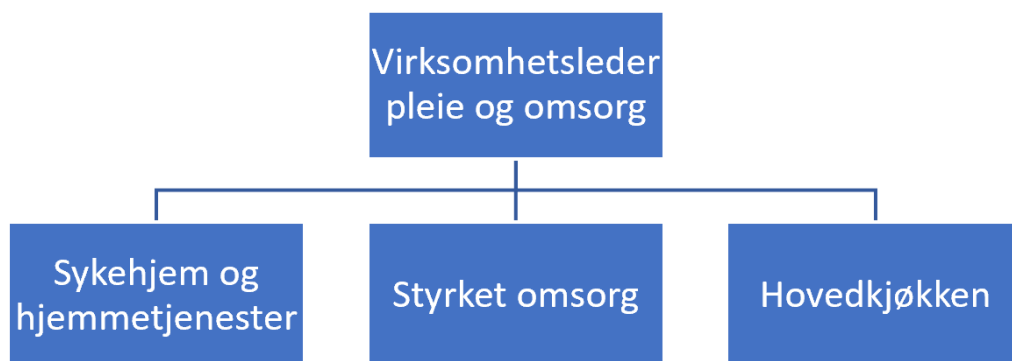 Virksomhetsleder
pleie og omsorg
Sykehjem og
hjemmetjenester
Styrket omsorg
Hovedkjøkken